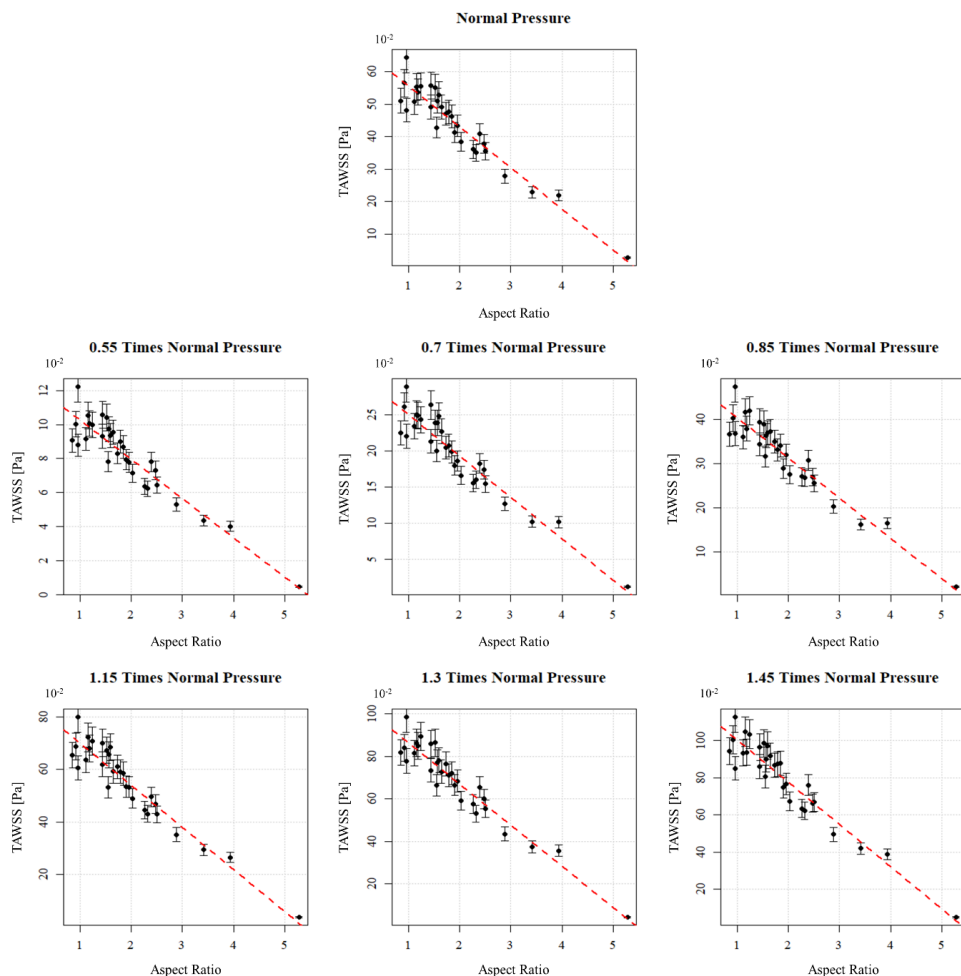 Normal Pressure
10⁻²
TAWSS [Pa]
60
50
40
30
20
10
1 2 3 4 5
Aspect Ratio
0.55 Times Normal Pressure
10⁻²
TAWSS [Pa]
12
10
8
6
4
2
0
1 2 3 4 5
Aspect Ratio
0.7 Times Normal Pressure
10⁻²
TAWSS [Pa]
25
20
15
10
5
1 2 3 4 5
Aspect Ratio
0.85 Times Normal Pressure
10⁻²
TAWSS [Pa]
40
30
20
10
1 2 3 4 5
Aspect Ratio
1.15 Times Normal Pressure
10⁻²
TAWSS [Pa]
80
60
40
20
1 2 3 4 5
Aspect Ratio
1.3 Times Normal Pressure
10⁻²
TAWSS [Pa]
100
80
60
40
20
1 2 3 4 5
Aspect Ratio
1.45 Times Normal Pressure
10⁻²
TAWSS [Pa]
100
80
60
40
20
1 2 3 4 5
Aspect Ratio